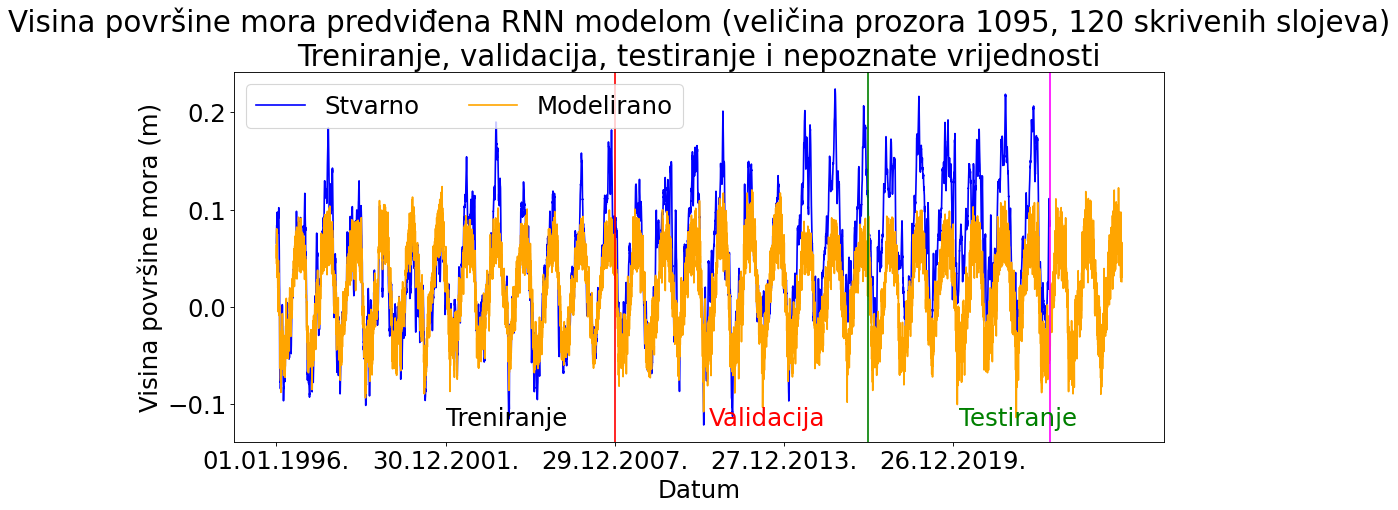 Visina površine mora predviđena RNN modelom (veličina prozora 1095, 120 skrivenih slojeva)
Treniranje, validacija, testiranje i nepoznate vrijednosti
Stvarno
Modelirano
Visina površine mora (m)
0.2
0.1
0.0
−0.1
Treniranje
Validacija
Testiranje
01.01.1996.
30.12.2001.
29.12.2007.
27.12.2013.
26.12.2019.
Datum